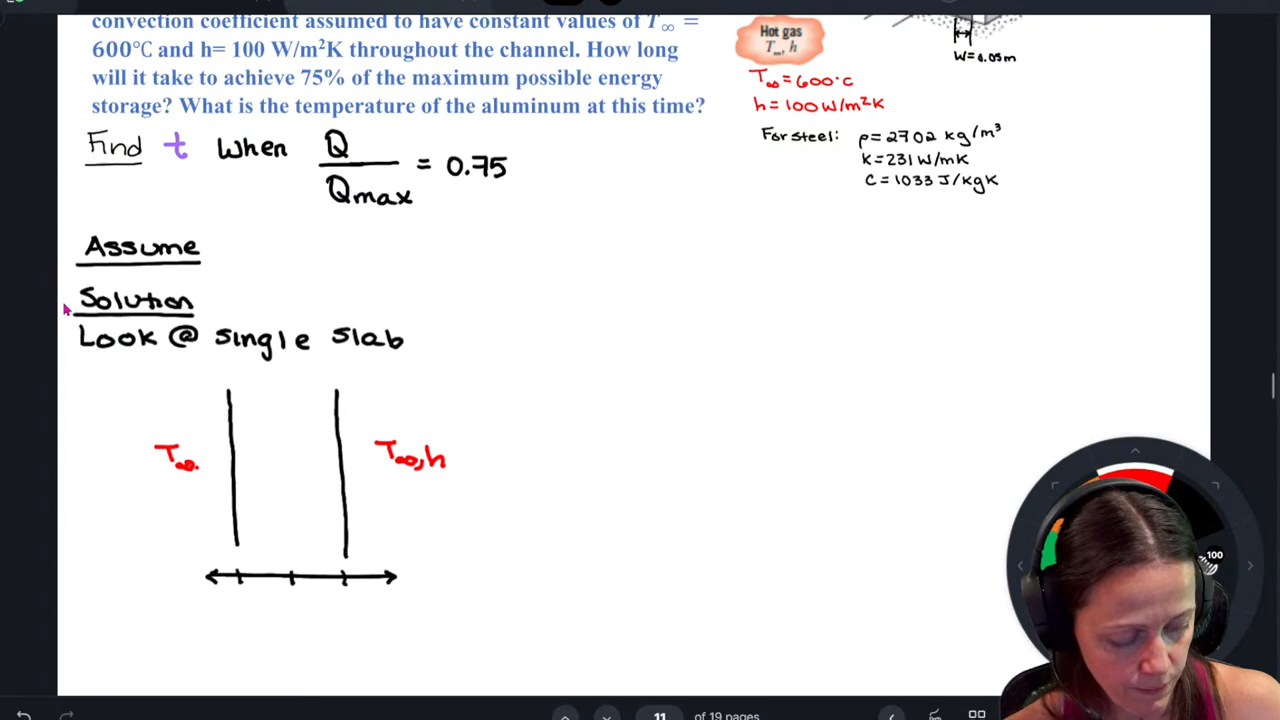 convection coefficient assumed to have constant values of T∞ =
600°C and h= 100 W/m²K throughout the channel. How long
will it take to achieve 75% of the maximum possible energy
storage? What is the temperature of the aluminum at this time?
Find t When Q/Qmax = 0.75
Assume
Solution
Look @ single slab
T∞.
T∞,h
Hot gas
T∞, h
W=0.05m
T∞=600°C
h=100W/m²K
For steel: ρ=2702 kg/m³
K=231 W/mK
C=1033 J/kgK
100
11 of 19 pages